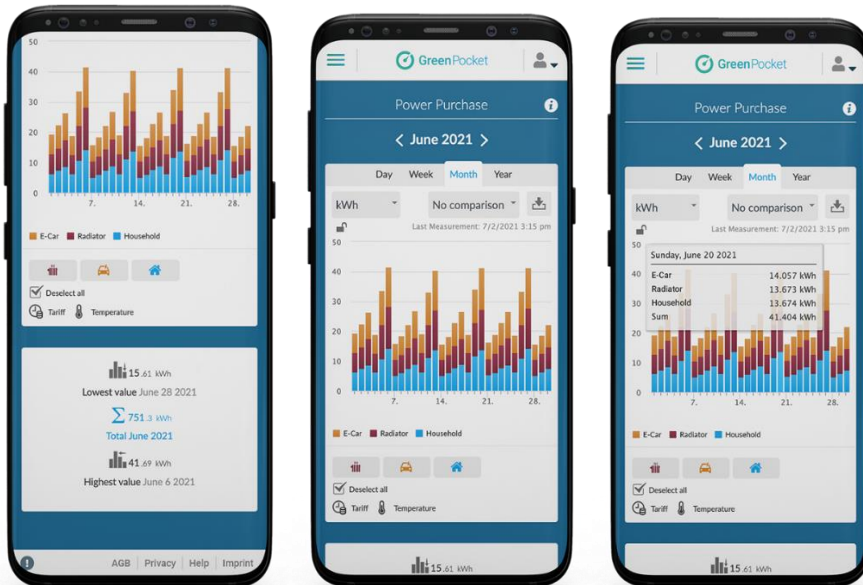 50
40
30
20
10
0
7. 14. 21. 28.
E-Car Radiator Household
Deselect all
Tariff Temperature
15.61 kWh
Lowest value June 28 2021
Σ 751.3 kWh
Total June 2021
41.69 kWh
Highest value June 6 2021
AGB Privacy Help Imprint
GreenPocket
Power Purchase
< June 2021 >
Day Week Month Year
kWh No comparison
Last Measurement: 7/2/2021 3:15 pm
50
40
30
20
10
0
7. 14. 21. 28.
E-Car Radiator Household
Deselect all
Tariff Temperature
15.61 kWh
GreenPocket
Power Purchase
< June 2021 >
Day Week Month Year
kWh No comparison
Last Measurement: 7/2/2021 3:15 pm
50
Sunday, June 20 2021
40
E-Car 14.057 kWh
Radiator 13.673 kWh
30
Household 13.674 kWh
Sum 41.404 kWh
20
10
0
7. 14. 21. 28.
E-Car Radiator Household
Deselect all
Tariff Temperature
15.61 kWh